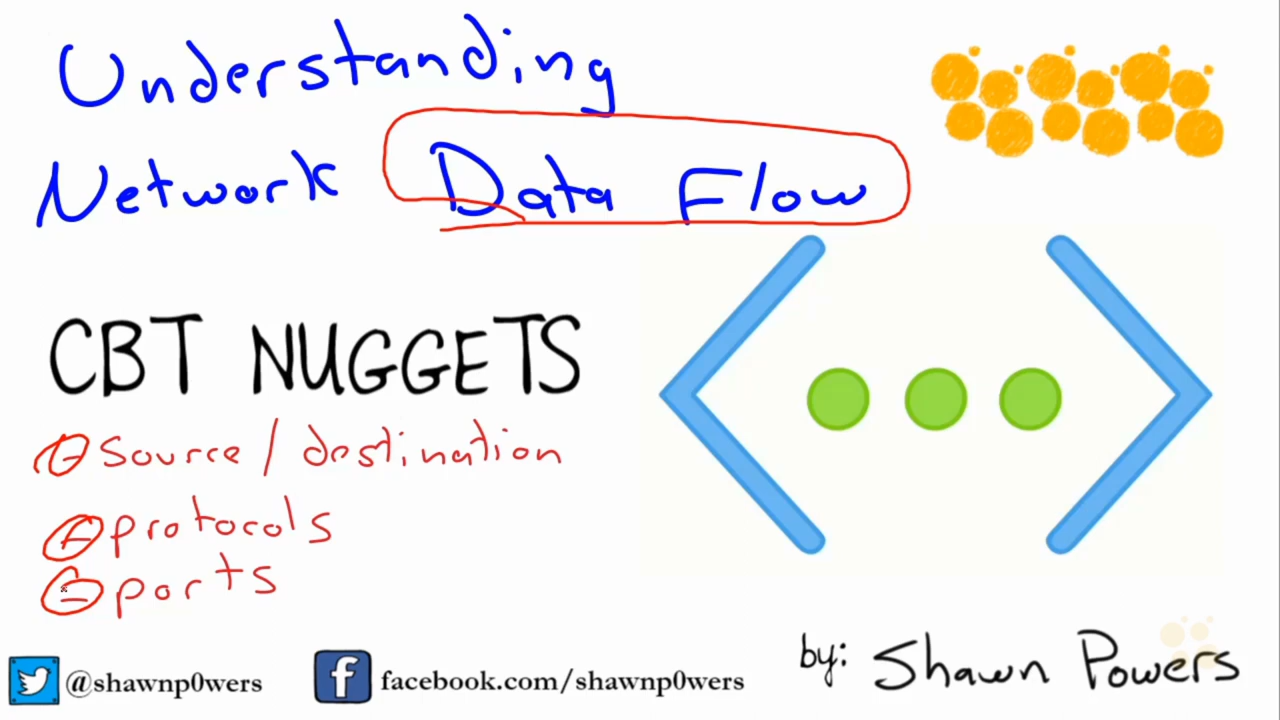 Understanding
Network Data Flow
CBT NUGGETS
- source / destination
- protocols
- ports
by: Shawn Powers
@shawnp0wers
facebook.com/shawnp0wers